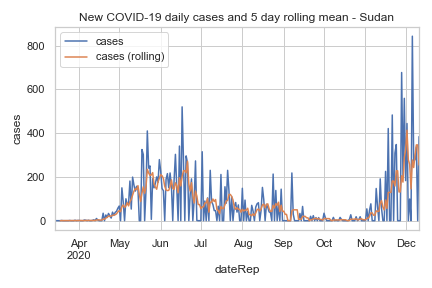 New COVID-19 daily cases and 5 day rolling mean - Sudan
cases
cases (rolling)
800
600
400
200
0
cases
Apr
2020
May
Jun
Jul
Aug
Sep
Oct
Nov
Dec
dateRep